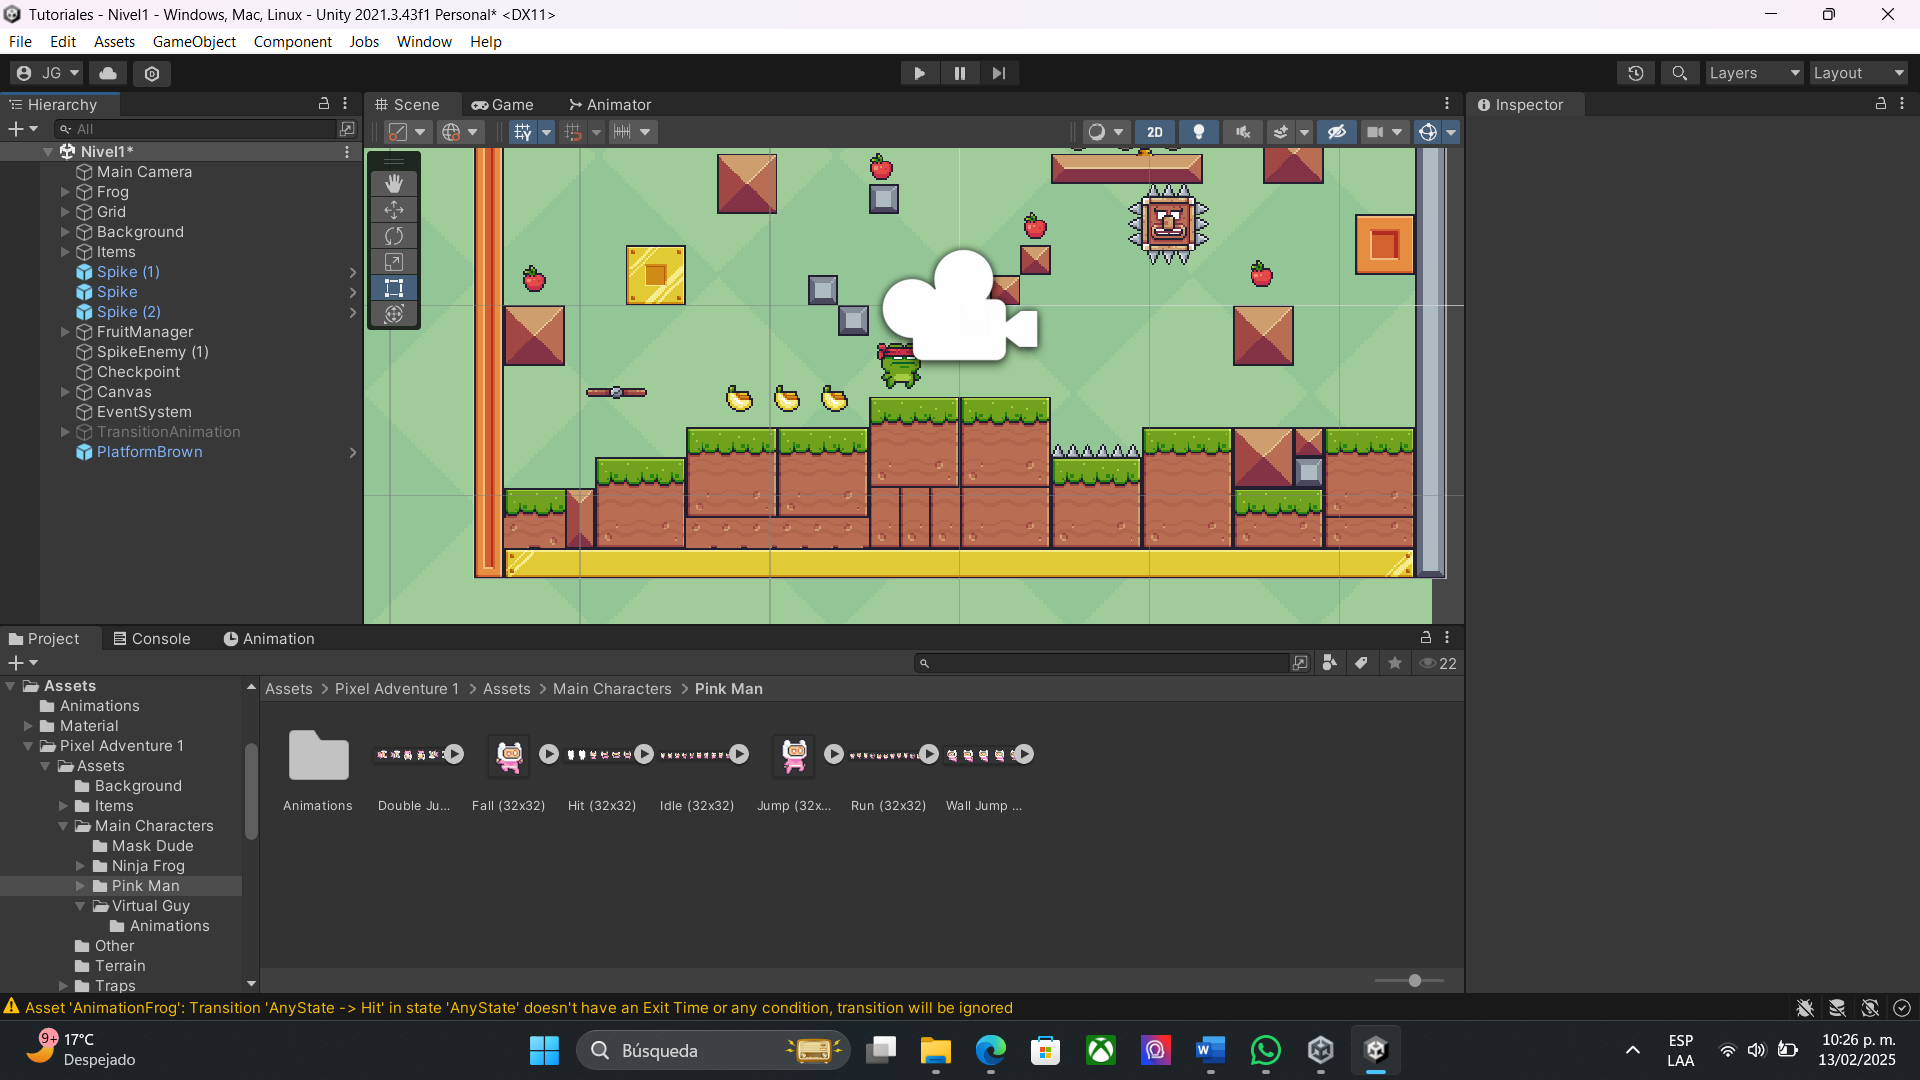 Tutoriales - Nivel1 - Windows, Mac, Linux - Unity 2021.3.43f1 Personal* <DX11>
File Edit Assets GameObject Component Jobs Window Help
JG Layers Layout
Hierarchy
All
Nivel1*
Main Camera
Frog
Grid
Background
Items
Spike (1)
Spike
Spike (2)
FruitManager
SpikeEnemy (1)
Checkpoint
Canvas
EventSystem
TransitionAnimation
PlatformBrown
Scene Game Animator
2D
Inspector
Project Console Animation
22
Assets
Animations
Material
Pixel Adventure 1
Assets
Background
Items
Main Characters
Mask Dude
Ninja Frog
Pink Man
Virtual Guy
Animations
Other
Terrain
Traps
Assets > Pixel Adventure 1 > Assets > Main Characters > Pink Man
Animations Double Ju... Fall (32x32) Hit (32x32) Idle (32x32) Jump (32x... Run (32x32) Wall Jump ...
Asset 'AnimationFrog': Transition 'AnyState -> Hit' in state 'AnyState' doesn't have an Exit Time or any condition, transition will be ignored
9+ 17°C
Despejado
Búsqueda
ESP
LAA
10:26 p. m.
13/02/2025